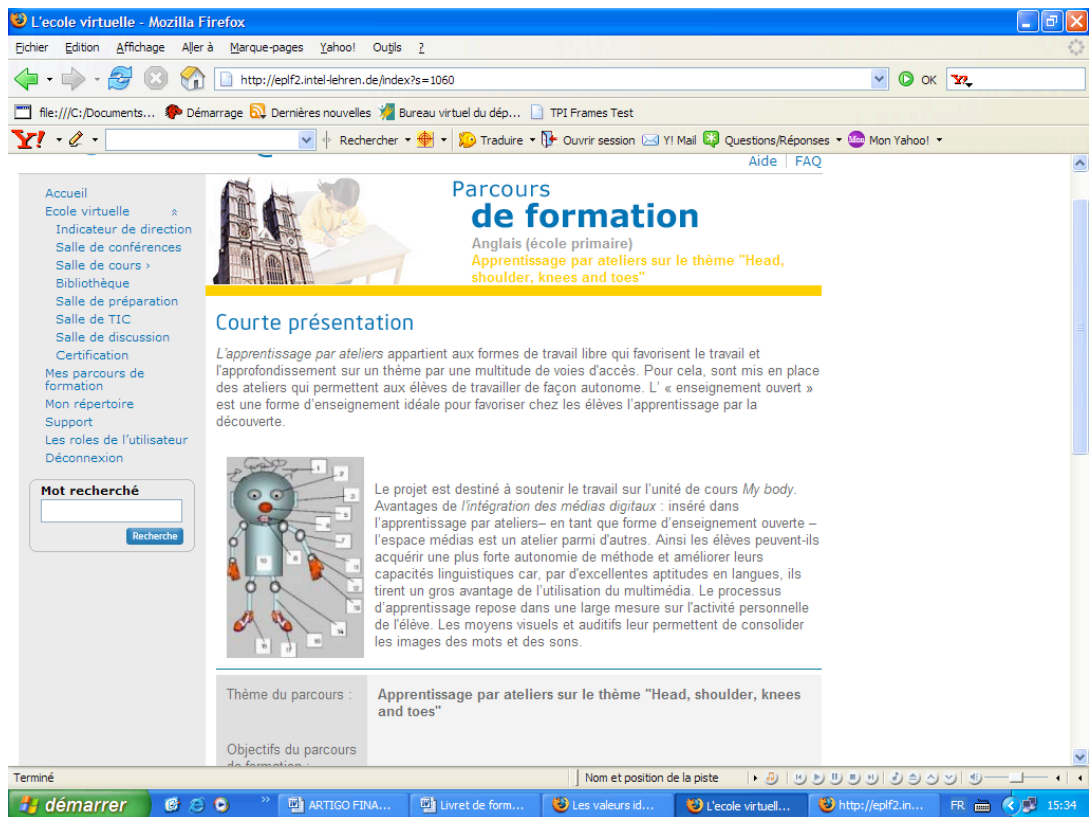 L'ecole virtuelle - Mozilla Firefox
Fichier Edition Affichage Aller à Marque-pages Yahoo! Outils ?
http://eplf2.intel-lehren.de/index?s=1060 OK
file:///C:/Documents... Démarrage Dernières nouvelles Bureau virtuel du dép... TPI Frames Test
Y! Rechercher Traduire Ouvrir session Y! Mail Questions/Réponses Mon Yahoo!
Aide | FAQ
Accueil
Ecole virtuelle
Indicateur de direction
Salle de conférences
Salle de cours ›
Bibliothèque
Salle de préparation
Salle de TIC
Salle de discussion
Certification
Mes parcours de
formation
Mon répertoire
Support
Les roles de l'utilisateur
Déconnexion
Mot recherché
Recherche
Parcours
de formation
Anglais (école primaire)
Apprentissage par ateliers sur le thème "Head,
shoulder, knees and toes"
Courte présentation
L'apprentissage par ateliers appartient aux formes de travail libre qui favorisent le travail et
l'approfondissement sur un thème par une multitude de voies d'accès. Pour cela, sont mis en place
des ateliers qui permettent aux élèves de travailler de façon autonome. L' « enseignement ouvert »
est une forme d'enseignement idéale pour favoriser chez les élèves l'apprentissage par la
découverte.
Le projet est destiné à soutenir le travail sur l'unité de cours My body.
Avantages de l'intégration des médias digitaux : inséré dans
l'apprentissage par ateliers– en tant que forme d'enseignement ouverte –
l'espace médias est un atelier parmi d'autres. Ainsi les élèves peuvent-ils
acquérir une plus forte autonomie de méthode et améliorer leurs
capacités linguistiques car, par d'excellentes aptitudes en langues, ils
tirent un gros avantage de l'utilisation du multimédia. Le processus
d'apprentissage repose dans une large mesure sur l'activité personnelle
de l'élève. Les moyens visuels et auditifs leur permettent de consolider
les images des mots et des sons.
Thème du parcours : Apprentissage par ateliers sur le thème "Head, shoulder, knees
and toes"
Objectifs du parcours
de formation :
Terminé Nom et position de la piste
démarrer ARTIGO FINA... Livret de form... Les valeurs id... L'ecole virtuell... http://eplf2.in... FR 15:34